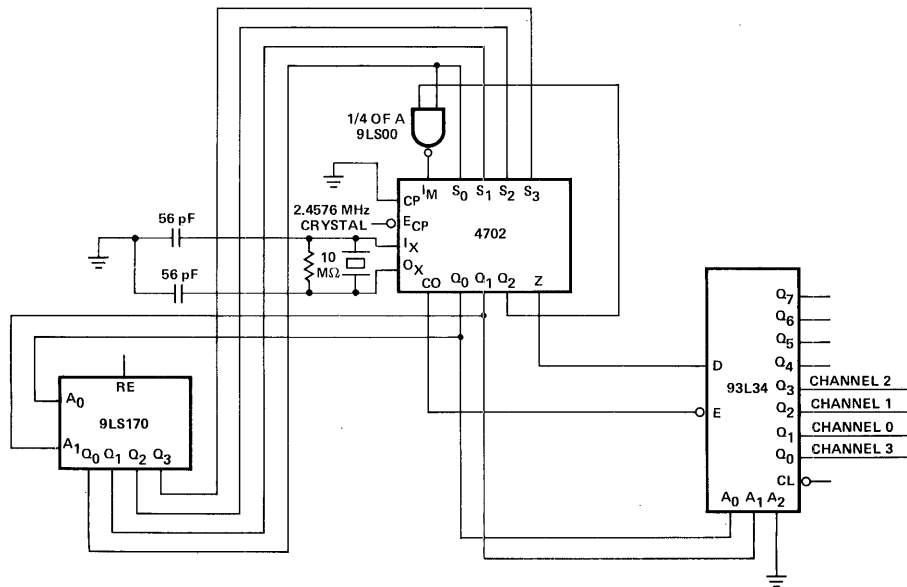 1/4 OF A
9LS00
CP
I_M S_0 S_1 S_2 S_3
2.4576 MHz
CRYSTAL
E_CP
4702
56 pF
I_X
10
MΩ
O_X
56 pF
CO Q_0 Q_1 Q_2 Z
RE
A_0
9LS170
A_1 Q_0 Q_1 Q_2 Q_3
Q_7
Q_6
Q_5
Q_4
D
93L34
Q_3 CHANNEL 2
E
Q_2 CHANNEL 1
Q_1 CHANNEL 0
Q_0 CHANNEL 3
CL
A_0 A_1 A_2